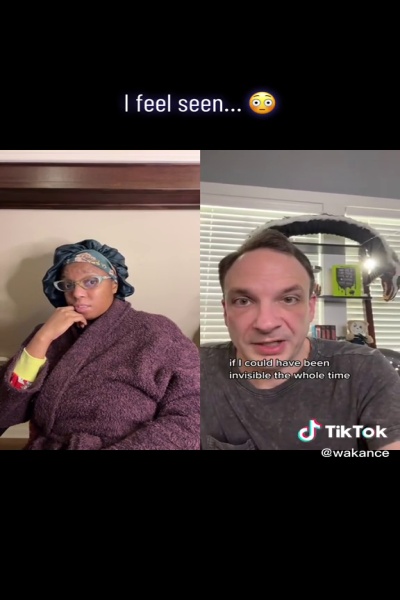 I feel seen... 😳
if I could have been
invisible the whole time
TikTok
@wakance